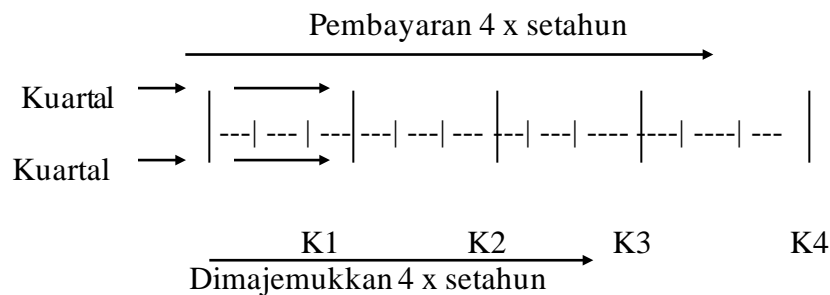 Pembayaran 4 x setahun
Kuartal
---| --- | ---|---| --- | --- ---| --- | ---- ----| ----| ---
Kuartal
K1 K2 K3 K4
Dimajemukkan 4 x setahun